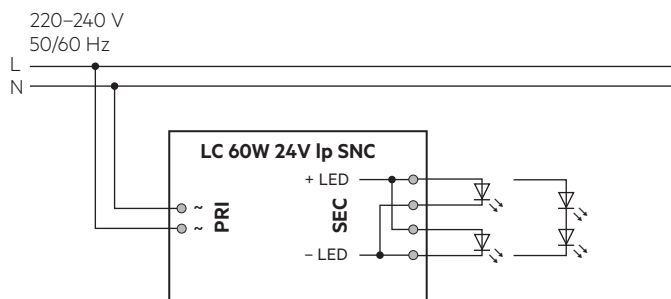 220–240 V
50/60 Hz
L
N
LC 60W 24V lp SNC
+ LED
~
PRI
SEC
~
– LED